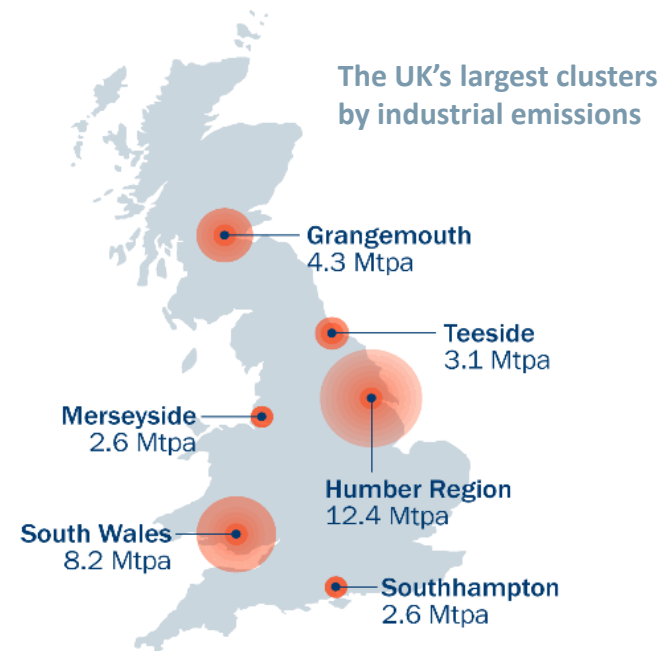 The UK's largest clusters
by industrial emissions
Grangemouth
4.3 Mtpa
Teeside
3.1 Mtpa
Merseyside
2.6 Mtpa
Humber Region
12.4 Mtpa
South Wales
8.2 Mtpa
Southhampton
2.6 Mtpa